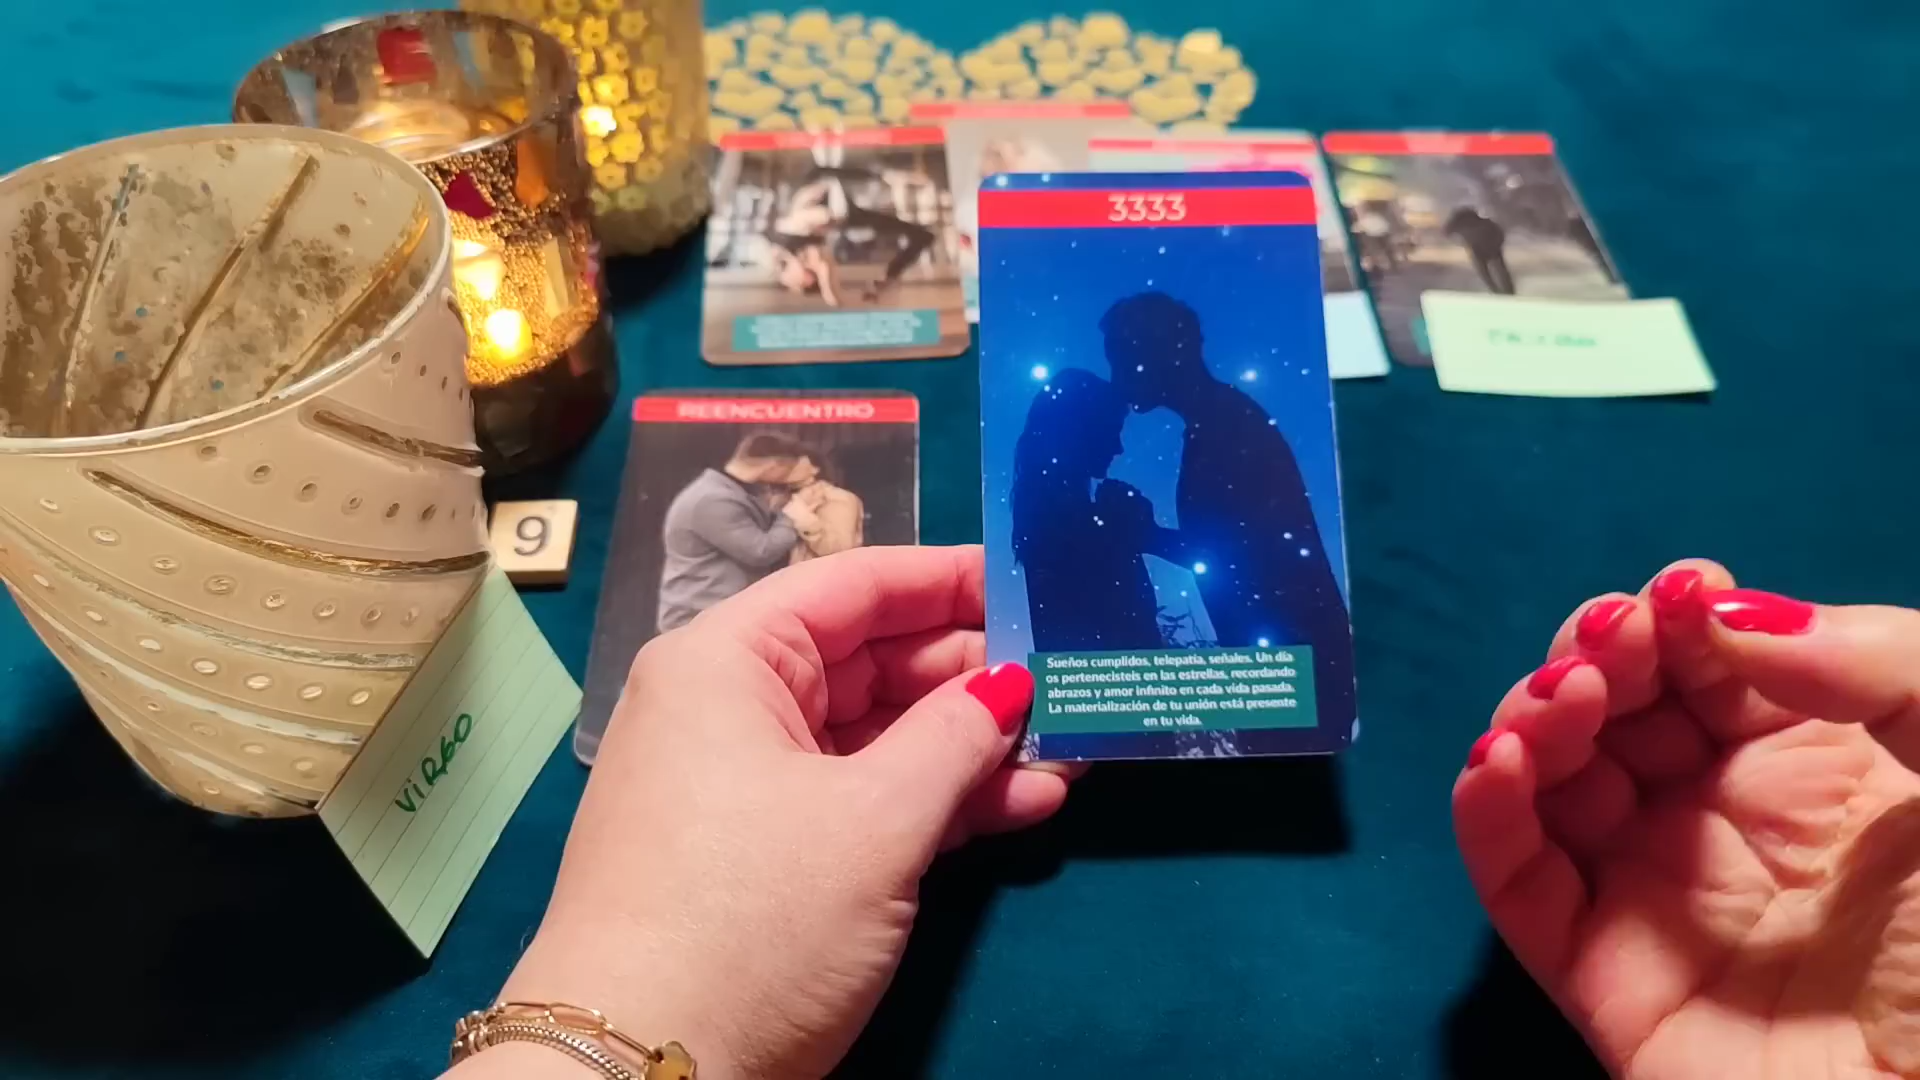 3333
REENCUENTRO
9
Sueños cumplidos, telepatía, señales. Un día
os pertenecisteis en las estrellas, recordando
abrazos y amor infinito en cada vida pasada.
La materialización de tu unión está presente
en tu vida.
VIRGO